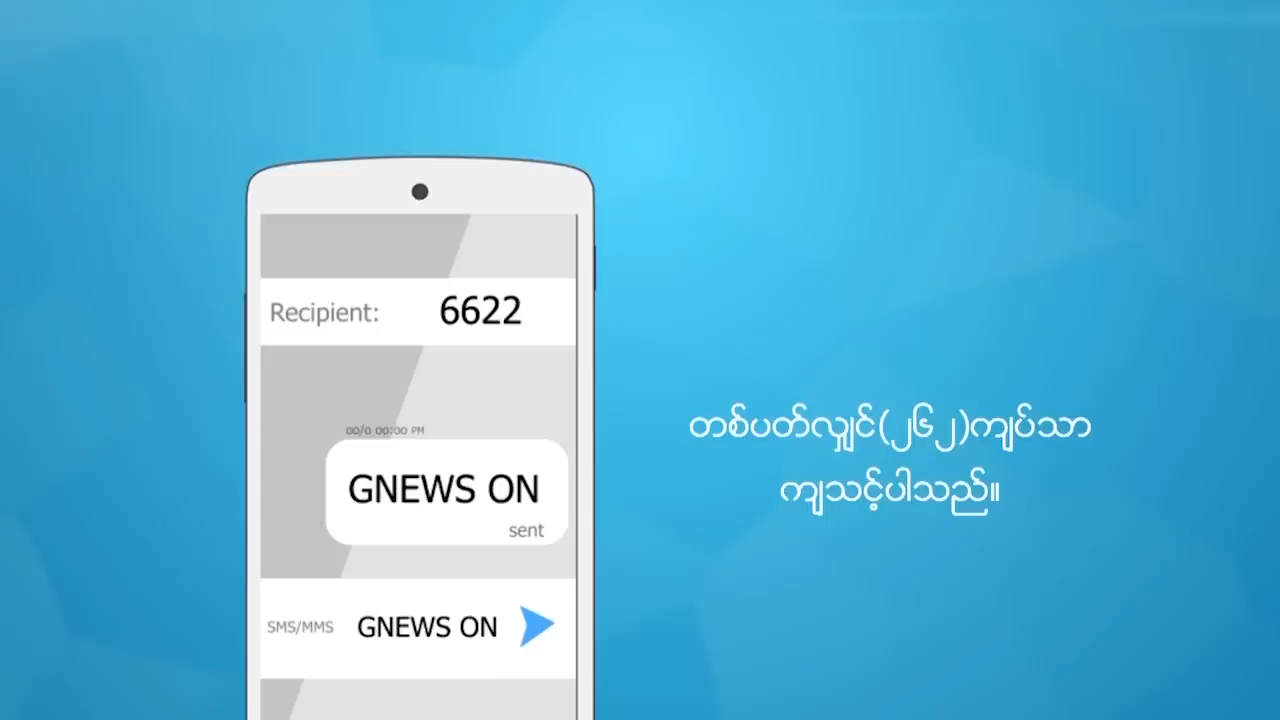 Recipient: 6622
00/0 00:00 PM
GNEWS ON
sent
SMS/MMS GNEWS ON
တစ်ပတ်လျှင်(၂၆၂)ကျပ်သာ
ကျသင့်ပါသည်။